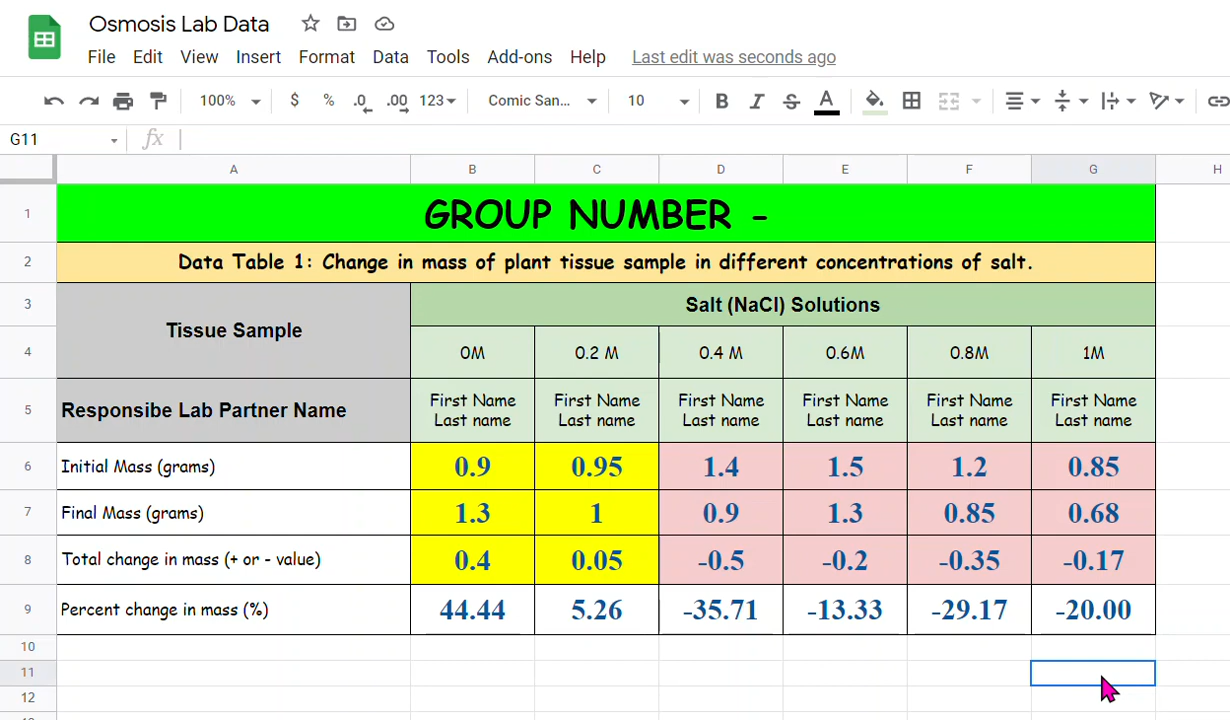 Osmosis Lab Data
File Edit View Insert Format Data Tools Add-ons Help Last edit was seconds ago
100% $ % .0 .00 123 Comic San... 10 B I S A
G11 fx
A B C D E F G H
1 GROUP NUMBER -
2 Data Table 1: Change in mass of plant tissue sample in different concentrations of salt.
3 Tissue Sample Salt (NaCl) Solutions
4 0M 0.2 M 0.4 M 0.6M 0.8M 1M
5 Responsibe Lab Partner Name First Name First Name First Name First Name First Name First Name
Last name Last name Last name Last name Last name Last name
6 Initial Mass (grams) 0.9 0.95 1.4 1.5 1.2 0.85
7 Final Mass (grams) 1.3 1 0.9 1.3 0.85 0.68
8 Total change in mass (+ or - value) 0.4 0.05 -0.5 -0.2 -0.35 -0.17
9 Percent change in mass (%) 44.44 5.26 -35.71 -13.33 -29.17 -20.00
10
11
12